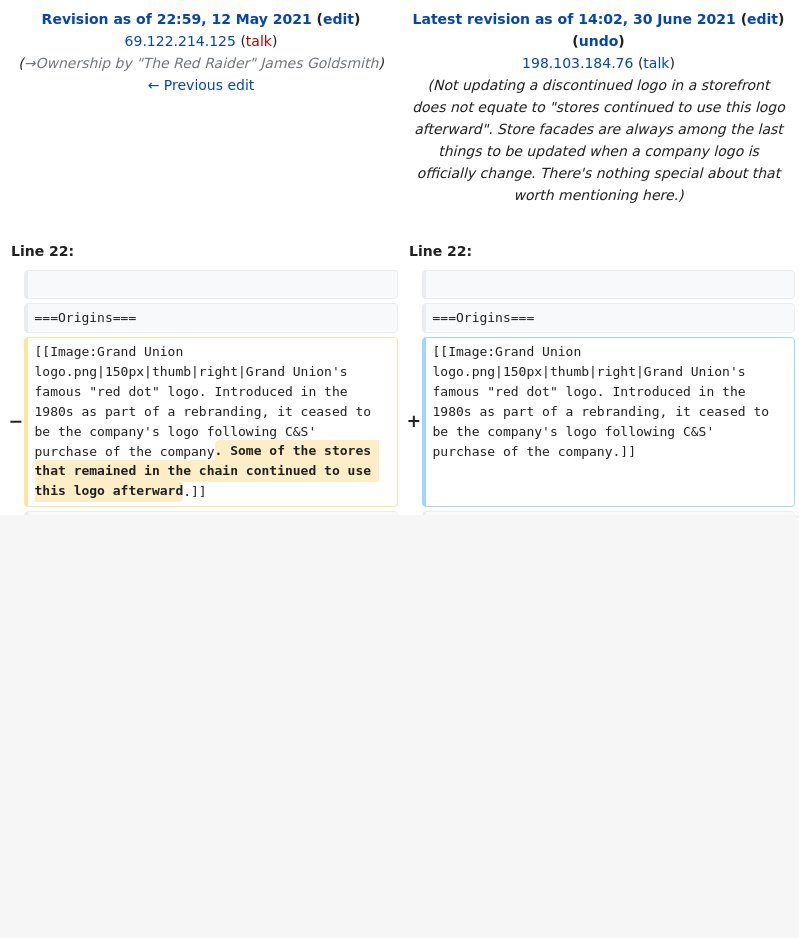 Revision as of 22:59, 12 May 2021 (edit)
69.122.214.125 (talk)
(→Ownership by "The Red Raider" James Goldsmith)
← Previous edit
Latest revision as of 14:02, 30 June 2021 (edit)
(undo)
198.103.184.76 (talk)
(Not updating a discontinued logo in a storefront
does not equate to "stores continued to use this logo
afterward". Store facades are always among the last
things to be updated when a company logo is
officially change. There's nothing special about that
worth mentioning here.)
Line 22:
Line 22:
===Origins===
===Origins===
−
[[Image:Grand Union
logo.png|150px|thumb|right|Grand Union's
famous "red dot" logo. Introduced in the
1980s as part of a rebranding, it ceased to
be the company's logo following C&S'
purchase of the company. Some of the stores
that remained in the chain continued to use
this logo afterward.]]
+
[[Image:Grand Union
logo.png|150px|thumb|right|Grand Union's
famous "red dot" logo. Introduced in the
1980s as part of a rebranding, it ceased to
be the company's logo following C&S'
purchase of the company.]]